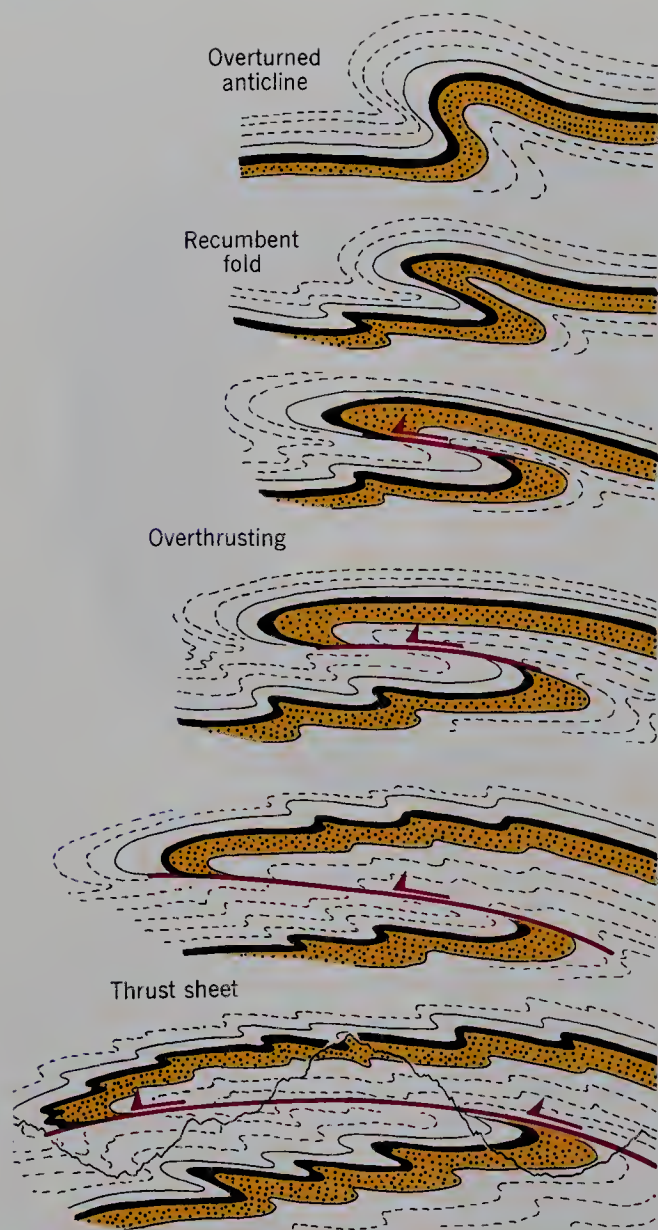 Overturned
anticline
Recumbent
fold
Overthrusting
Thrust sheet